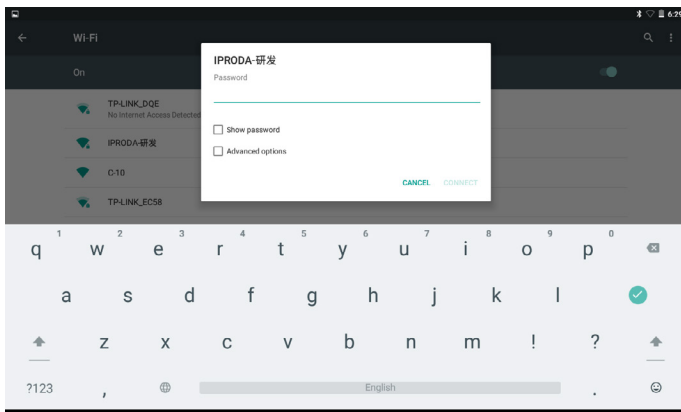 6:29
Wi-Fi
On
TP-LINK_DQE
No Internet Access Detected
IPRODA-研发
C-10
TP-LINK_EC58
IPRODA-研发
Password
Show password
Advanced options
CANCEL CONNECT
1 2 3 4 5 6 7 8 9 0
q w e r t y u i o p
a s d f g h j k l
z x c v b n m ! ?
?123 , English .